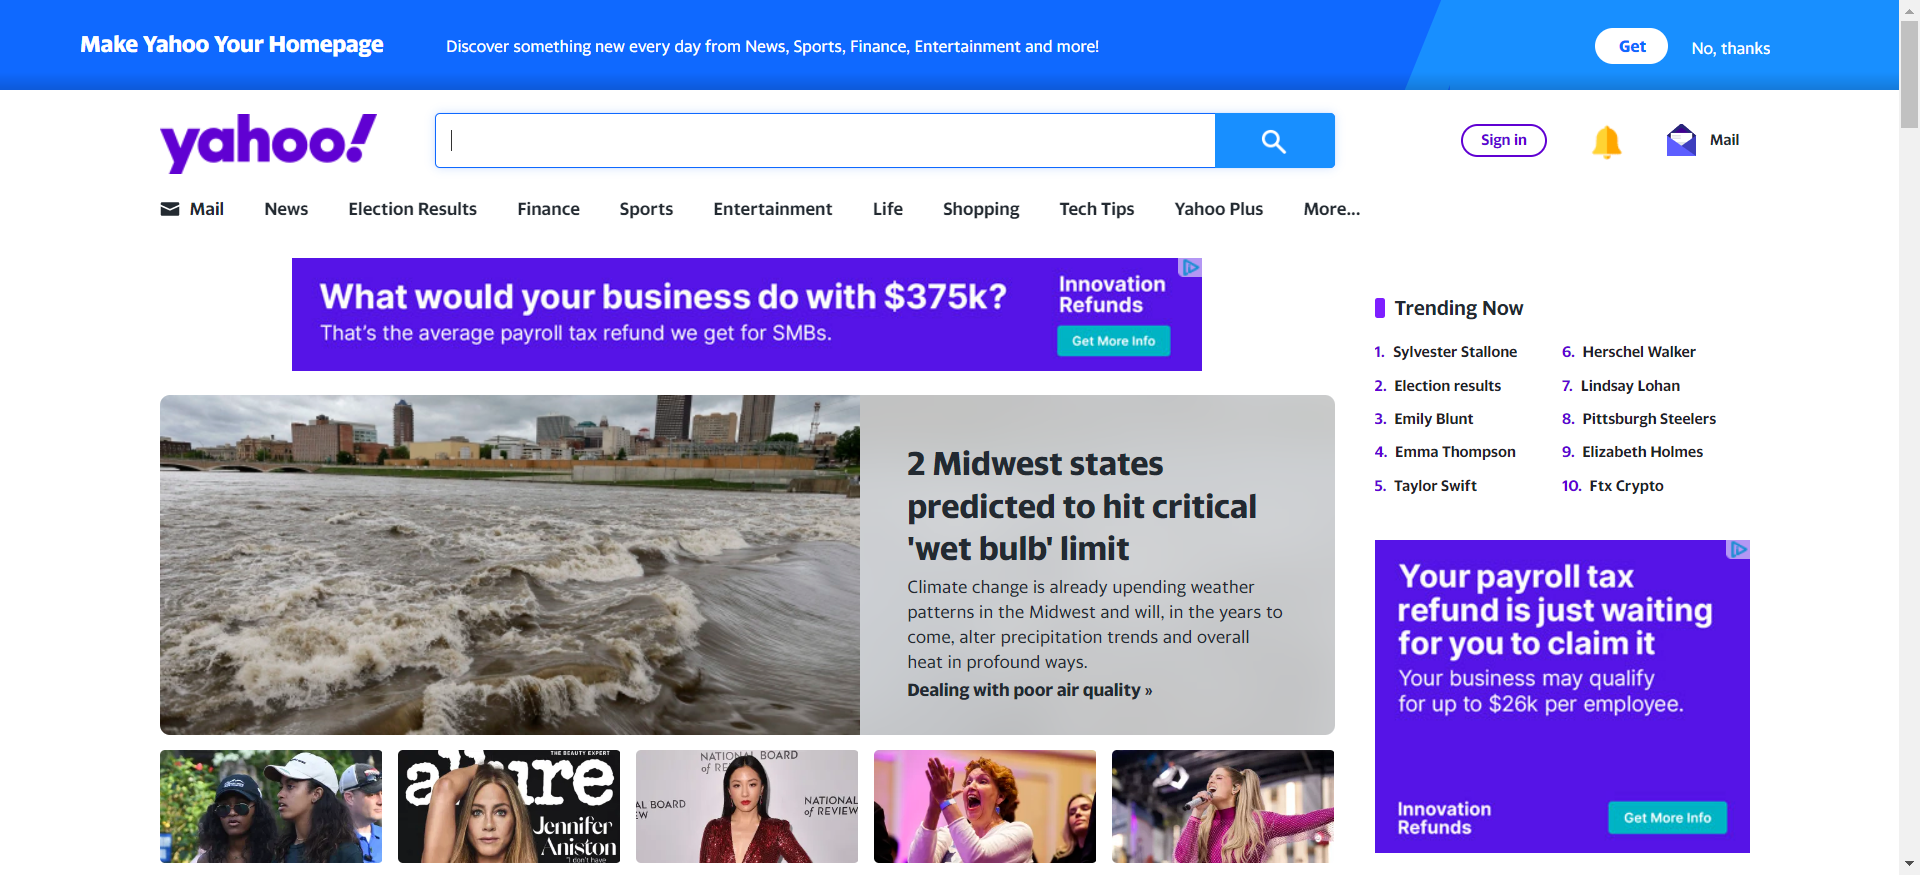 Make Yahoo Your Homepage
Discover something new every day from News, Sports, Finance, Entertainment and more!
Get
No, thanks
yahoo!
Sign in
Mail
Mail
News
Election Results
Finance
Sports
Entertainment
Life
Shopping
Tech Tips
Yahoo Plus
More...
What would your business do with $375k?
That's the average payroll tax refund we get for SMBs.
Innovation
Refunds
Get More Info
2 Midwest states
predicted to hit critical
'wet bulb' limit
Climate change is already upending weather
patterns in the Midwest and will, in the years to
come, alter precipitation trends and overall
heat in profound ways.
Dealing with poor air quality »
THE BEAUTY EXPERT
allure
Jennifer
Aniston
"I don't have
NATIONAL BOARD
of RE
AL BOARD
EW
NATIONAL
of REVIEW
Trending Now
1. Sylvester Stallone
2. Election results
3. Emily Blunt
4. Emma Thompson
5. Taylor Swift
6. Herschel Walker
7. Lindsay Lohan
8. Pittsburgh Steelers
9. Elizabeth Holmes
10. Ftx Crypto
Your payroll tax
refund is just waiting
for you to claim it
Your business may qualify
for up to $26k per employee.
Innovation
Refunds
Get More Info